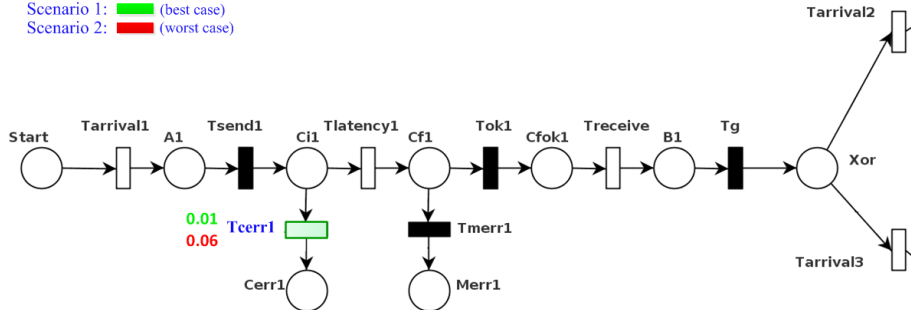 Scenario 1: (best case)
Scenario 2: (worst case)
Tarrival2
Start
Tarrival1
A1
Tsend1
Ci1
Tlatency1
Cf1
Tok1
Cfok1
Treceive
B1
Tg
Xor
0.01
0.06
Tcerr1
Tmerr1
Cerr1
Merr1
Tarrival3